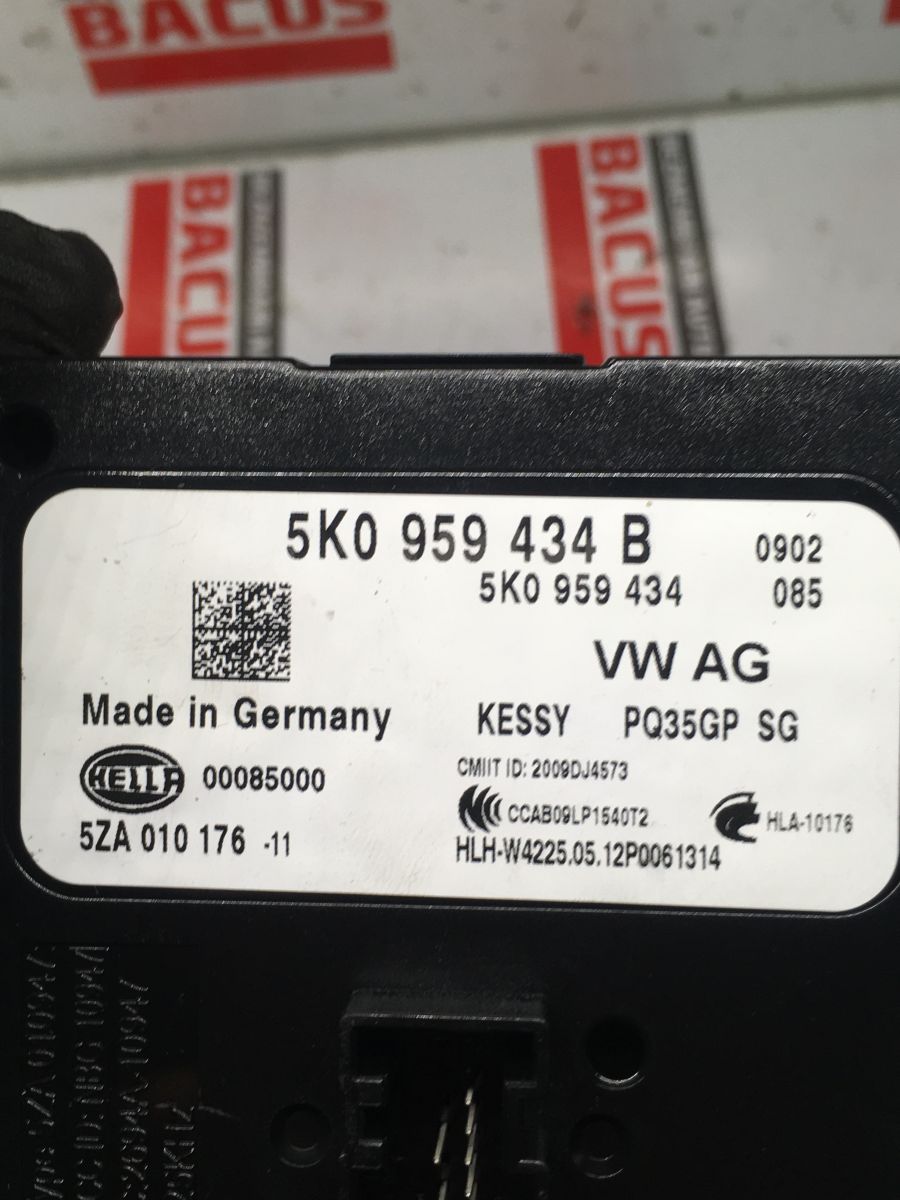 BACUS
BACUS
BACUS
5K0 959 434 B 0902
5K0 959 434 085
VW AG
Made in Germany
KESSY PQ35GP SG
HELLA 00085000
CMIIT ID: 2009DJ4573
CCAB09LP1540T2
HLA-10176
5ZA 010 176 -11
HLH-W4225.05.12P0061314